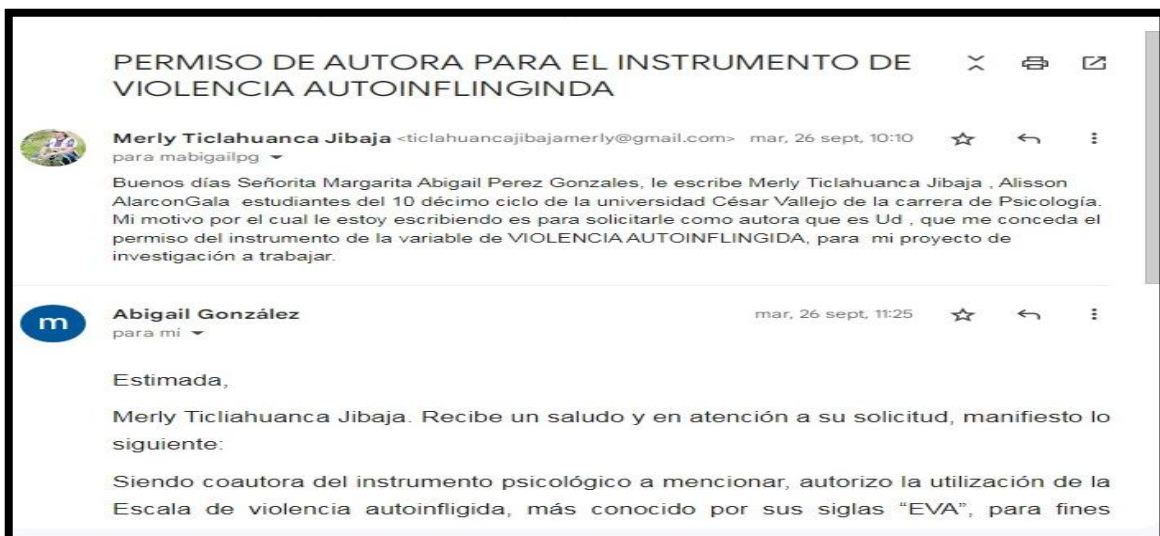 PERMISO DE AUTORA PARA EL INSTRUMENTO DE
VIOLENCIA AUTOINFLINGINDA
Merly Ticlahuanca Jibaja <ticlahuancajibajamerly@gmail.com> mar, 26 sept, 10:10
para mabigailpg
Buenos días Señorita Margarita Abigail Perez Gonzales, le escribe Merly Ticlahuanca Jibaja , Alisson
AlarconGala estudiantes del 10 décimo ciclo de la universidad César Vallejo de la carrera de Psicología.
Mi motivo por el cual le estoy escribiendo es para solicitarle como autora que es Ud , que me conceda el
permiso del instrumento de la variable de VIOLENCIA AUTOINFLINGIDA, para mi proyecto de
investigación a trabajar.
m
Abigail González mar, 26 sept, 11:25
para mí
Estimada,
Merly Ticliahuanca Jibaja. Recibe un saludo y en atención a su solicitud, manifiesto lo
siguiente:
Siendo coautora del instrumento psicológico a mencionar, autorizo la utilización de la
Escala de violencia autoinfligida, más conocido por sus siglas “EVA”, para fines